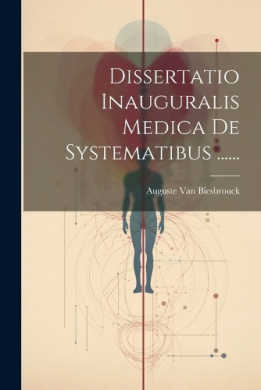 Dissertatio
Inauguralis
Medica De
Systematibus ......
Auguste Van Biesbrouck